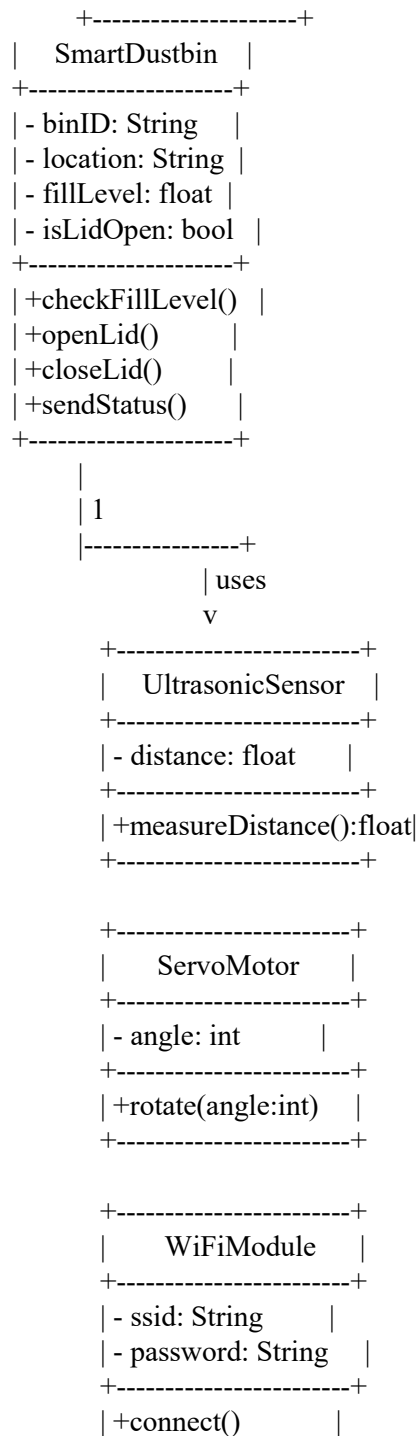 +---------------------+
|    SmartDustbin    |
+---------------------+
| - binID: String     |
| - location: String  |
| - fillLevel: float  |
| - isLidOpen: bool   |
+---------------------+
| +checkFillLevel()   |
| +openLid()          |
| +closeLid()         |
| +sendStatus()       |
+---------------------+
|
| 1
|-----------------+
| uses
v
+-------------------------+
|    UltrasonicSensor    |
+-------------------------+
| - distance: float       |
+-------------------------+
| +measureDistance():float|
+-------------------------+
+------------------------+
|      ServoMotor      |
+------------------------+
| - angle: int           |
+------------------------+
| +rotate(angle:int)     |
+------------------------+
+------------------------+
|      WiFiModule      |
+------------------------+
| - ssid: String         |
| - password: String     |
+------------------------+
| +connect()             |